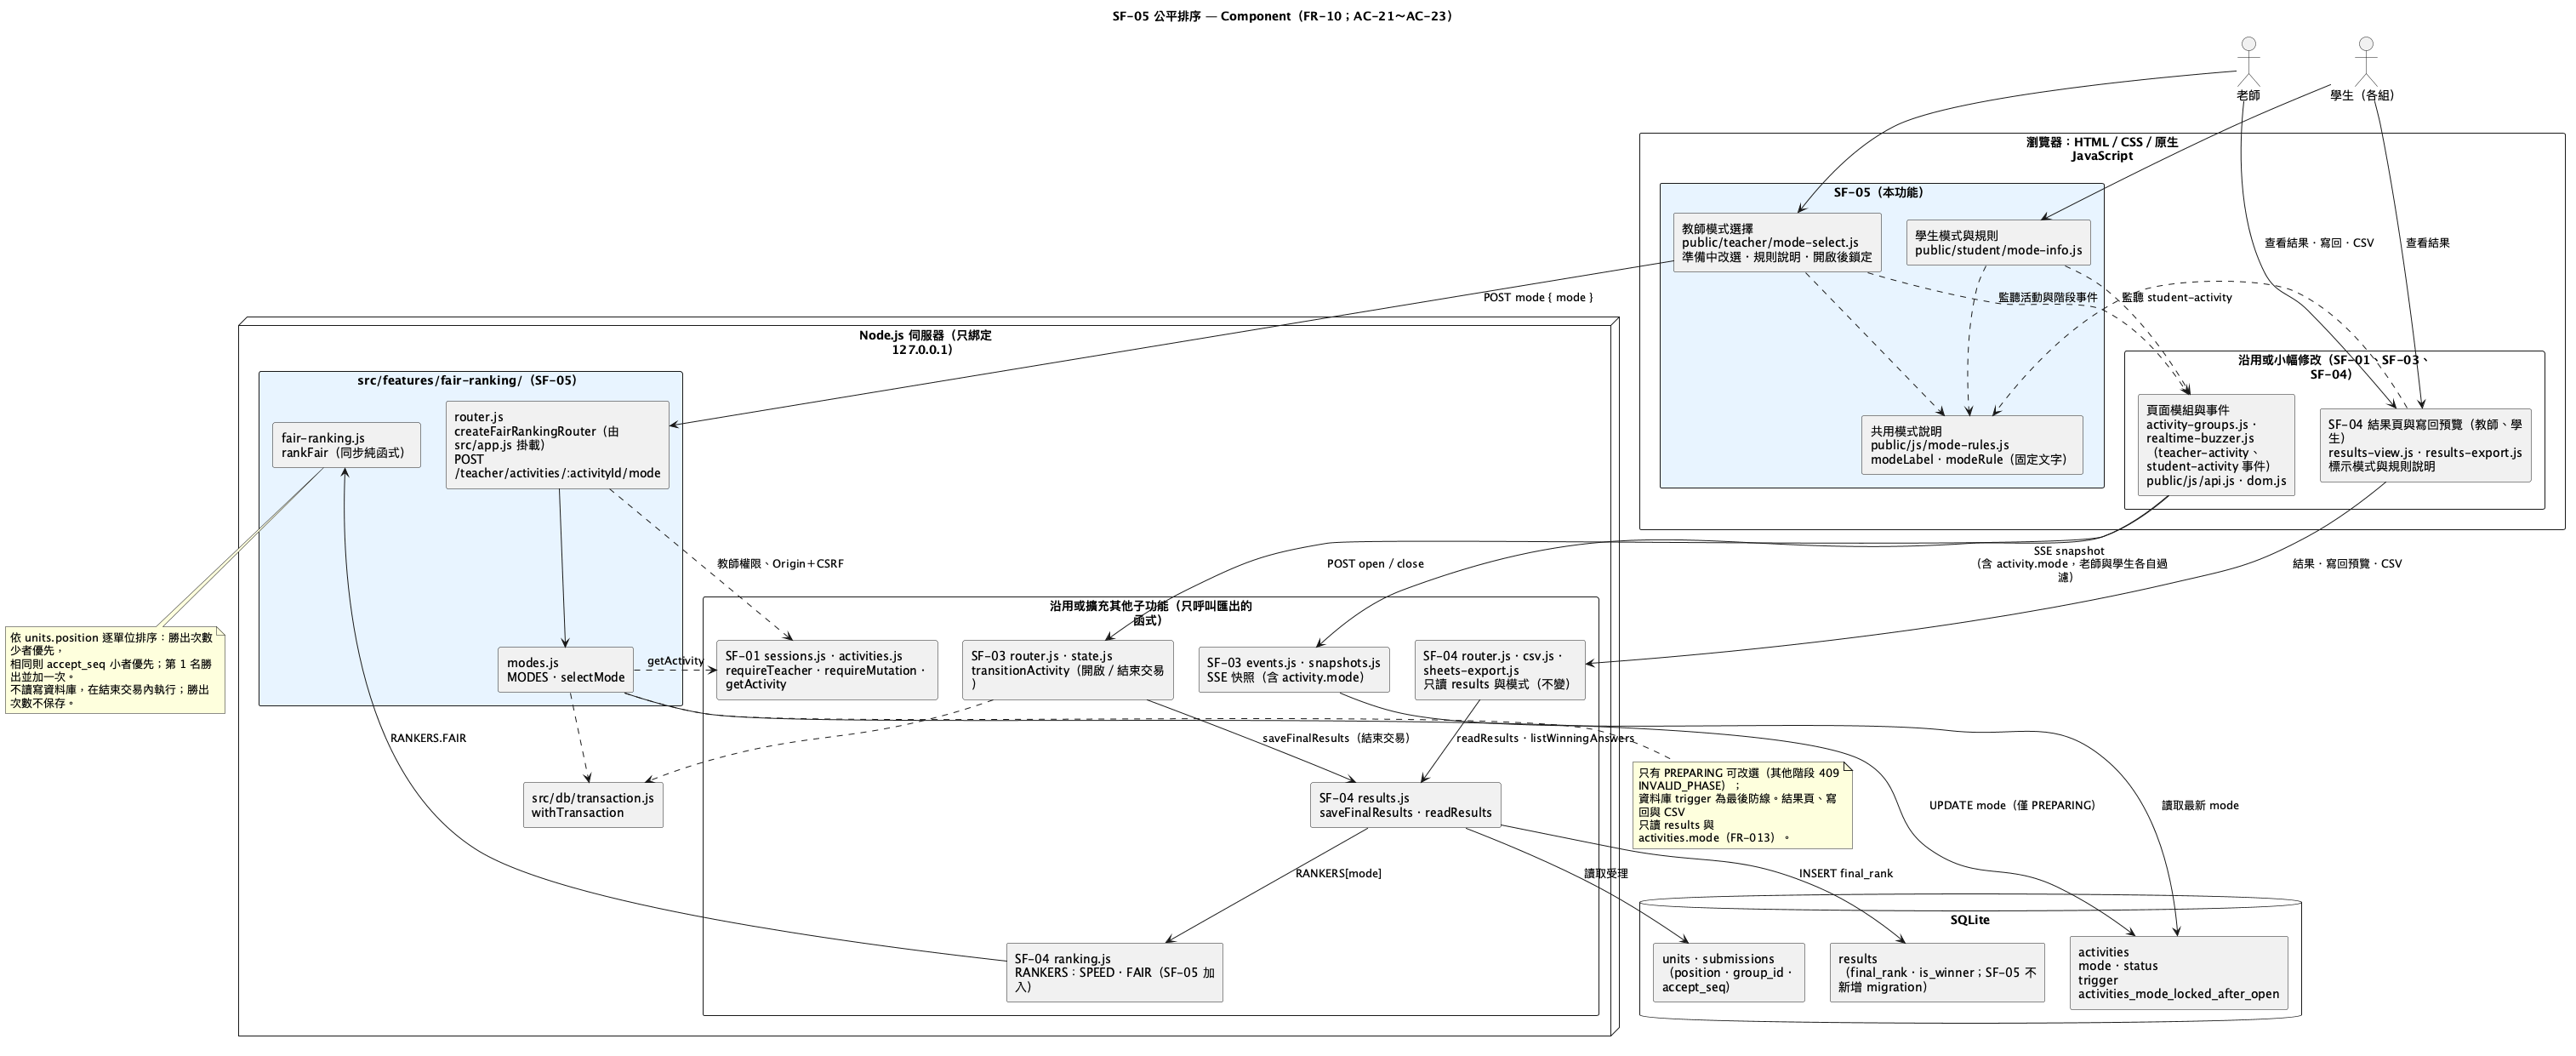 SF-05 公平排序 — Component（FR-10；AC-21～AC-23）
老師
學生（各組）
瀏覽器：HTML / CSS / 原生
JavaScript
SF-05（本功能）
教師模式選擇
public/teacher/mode-select.js
準備中改選・規則說明・開啟後鎖定
學生模式與規則
public/student/mode-info.js
查看結果・寫回・CSV
查看結果
POST mode { mode }
監聽活動與階段事件
監聽 student-activity
共用模式說明
public/js/mode-rules.js
modeLabel・modeRule（固定文字）
沿用或小幅修改（SF-01、SF-03、
SF-04）
頁面模組與事件
activity-groups.js・
realtime-buzzer.js
（teacher-activity、
student-activity 事件）
public/js/api.js・dom.js
SF-04 結果頁與寫回預覽（教師、學
生）
results-view.js・results-export.js
標示模式與規則說明
Node.js 伺服器（只綁定
127.0.0.1）
src/features/fair-ranking/（SF-05）
fair-ranking.js
rankFair（同步純函式）
router.js
createFairRankingRouter（由
src/app.js 掛載）
POST
/teacher/activities/:activityId/mode
教師權限、Origin＋CSRF
POST open / close
SSE snapshot
（含 activity.mode，老師與學生各自過
濾）
結果・寫回預覽・CSV
依 units.position 逐單位排序：勝出次數
少者優先，
相同則 accept_seq 小者優先；第 1 名勝
出並加一次。
不讀寫資料庫，在結束交易內執行；勝出
次數不保存。
modes.js
MODES・selectMode
getActivity
沿用或擴充其他子功能（只呼叫匯出的
函式）
SF-01 sessions.js・activities.js
requireTeacher・requireMutation・
getActivity
SF-03 router.js・state.js
transitionActivity（開啟 / 結束交易
）
SF-03 events.js・snapshots.js
SSE 快照（含 activity.mode）
SF-04 router.js・csv.js・
sheets-export.js
只讀 results 與模式（不變）
RANKERS.FAIR
saveFinalResults（結束交易）
readResults・listWinningAnswers
src/db/transaction.js
withTransaction
SF-04 results.js
saveFinalResults・readResults
只有 PREPARING 可改選（其他階段 409
INVALID_PHASE）；
資料庫 trigger 為最後防線。結果頁、寫
回與 CSV
只讀 results 與
activities.mode（FR-013）。
UPDATE mode（僅 PREPARING）
讀取最新 mode
RANKERS[mode]
讀取受理
INSERT final_rank
SF-04 ranking.js
RANKERS：SPEED・FAIR（SF-05 加
入）
SQLite
units・submissions
（position・group_id・
accept_seq）
results
（final_rank・is_winner；SF-05 不
新增 migration）
activities
mode・status
trigger
activities_mode_locked_after_open